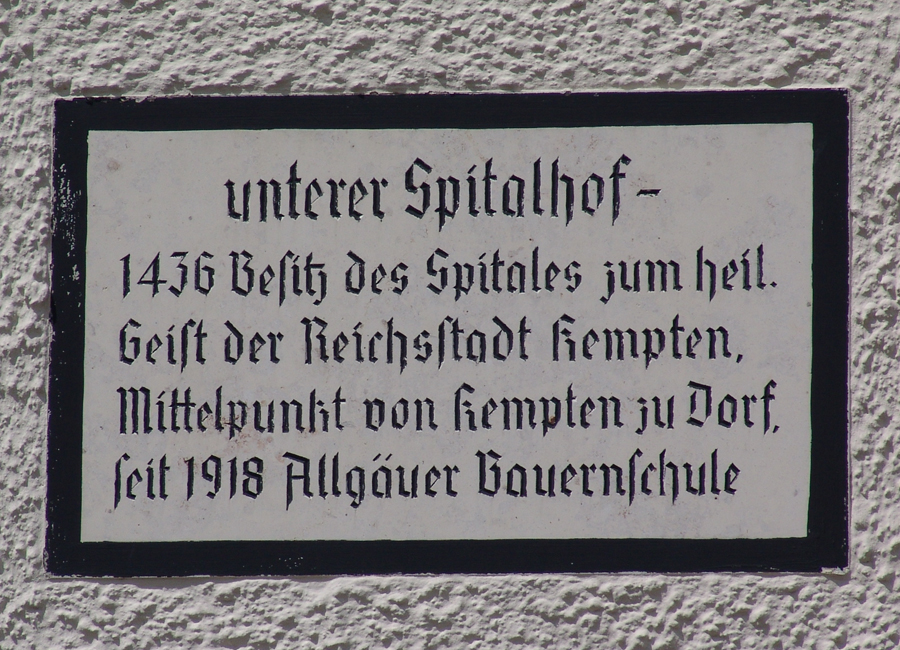 unterer Spitalhof –
1436 Besitz des Spitales zum heil.
Geist der Reichsstadt Kempten,
Mittelpunkt von Kempten zu Dorf,
seit 1918 Allgäuer Bauernschule